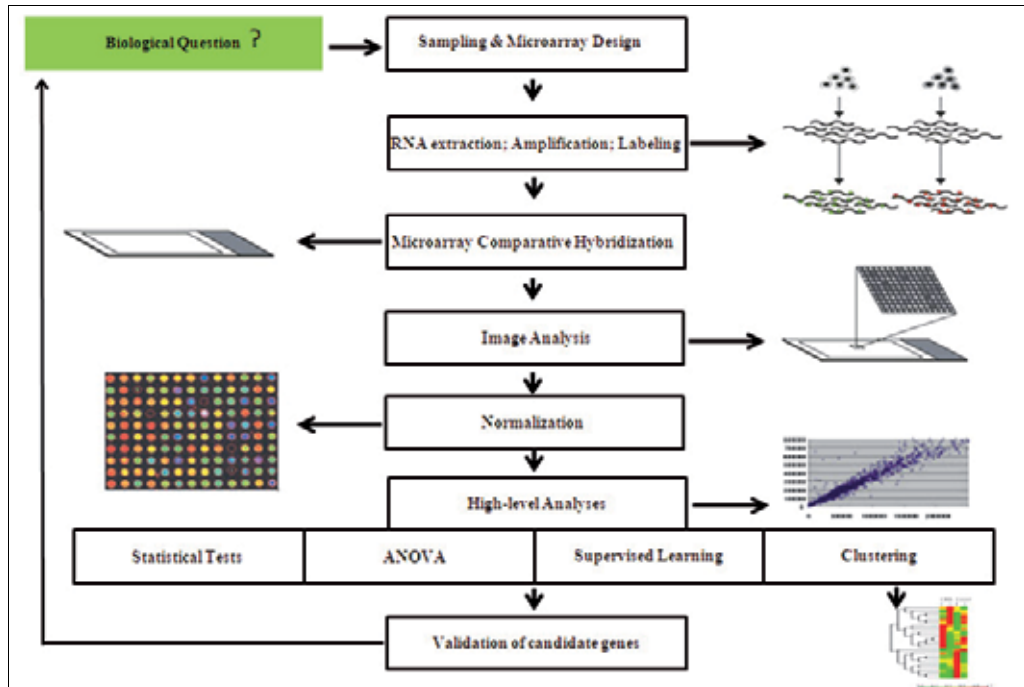 Biological Question ?
Sampling & Microarray Design
RNA extraction; Amplification; Labeling
Microarray Comparative Hybridization
Image Analysis
Normalization
High-level Analyses
Statistical Tests
ANOVA
Supervised Learning
Clustering
Validation of candidate genes